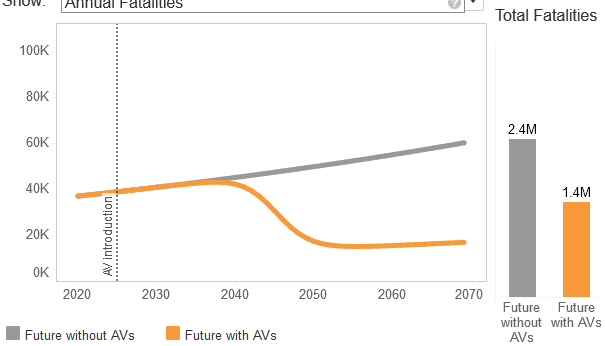 Show:
Annual Fatalities
?
Total Fatalities
100K
80K
60K
40K
20K
0K
AV introduction
2020 2030 2040 2050 2060 2070
2.4M
1.4M
Future without AVs
Future with AVs
Future without AVs
Future with AVs